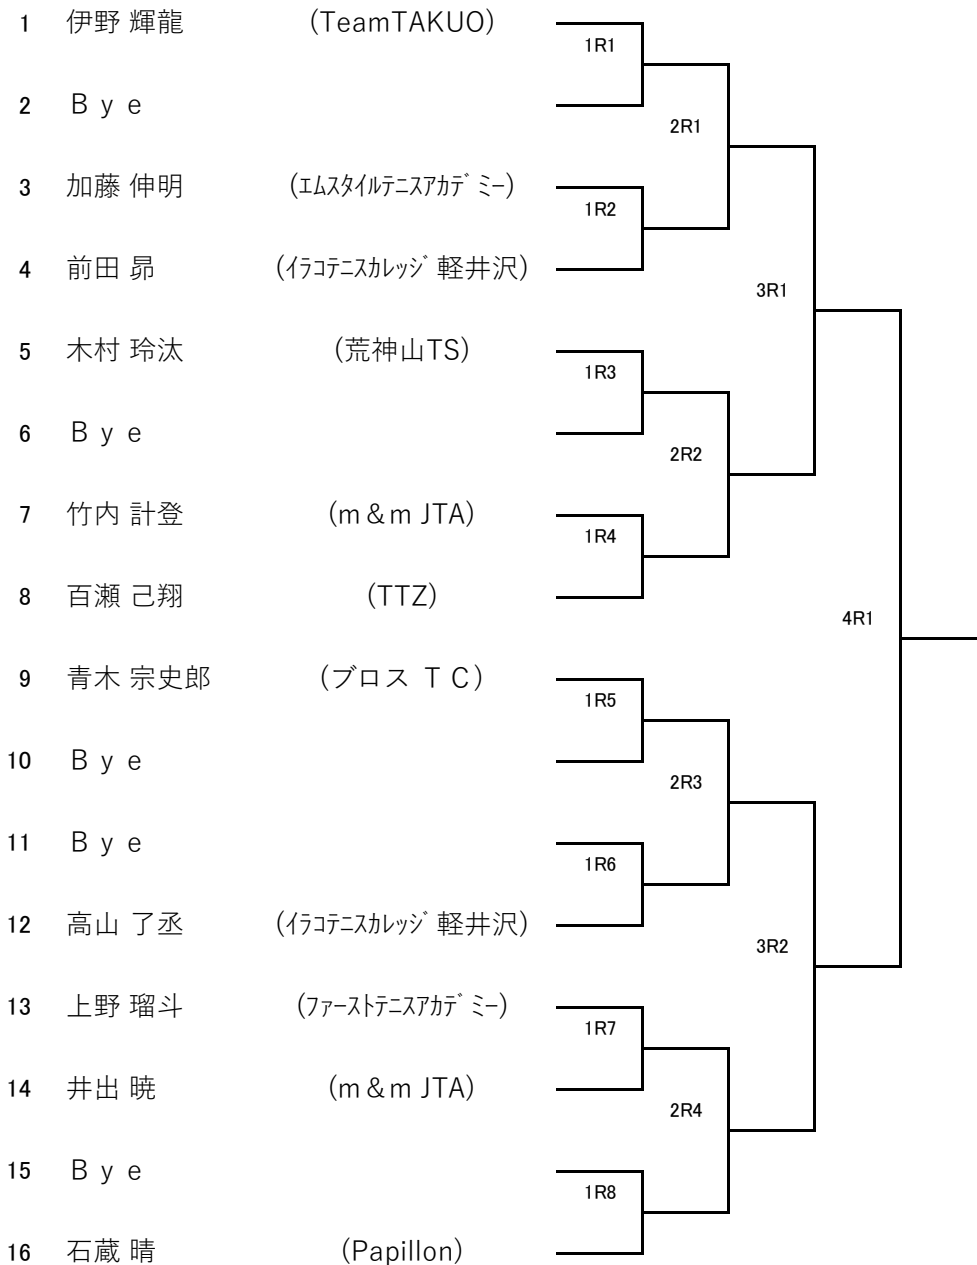 1 伊野 輝龍 (TeamTAKUO)
1R1
2 Ｂｙｅ
2R1
3 加藤 伸明 (ｴﾑｽﾀｲﾙﾃﾆｽｱｶﾃﾞﾐｰ)
1R2
4 前田 昴 (ｲﾗｺﾃﾆｽｶﾚｯｼﾞ軽井沢)
3R1
5 木村 玲汰 (荒神山TS)
1R3
6 Ｂｙｅ
2R2
7 竹内 計登 (m＆m JTA)
1R4
8 百瀬 己翔 (TTZ)
4R1
9 青木 宗史郎 (ブロス ＴＣ)
1R5
10 Ｂｙｅ
2R3
11 Ｂｙｅ
1R6
12 高山 了丞 (ｲﾗｺﾃﾆｽｶﾚｯｼﾞ軽井沢)
3R2
13 上野 瑠斗 (ﾌｧｰｽﾄﾃﾆｽｱｶﾃﾞﾐｰ)
1R7
14 井出 暁 (m＆m JTA)
2R4
15 Ｂｙｅ
1R8
16 石蔵 晴 (Papillon)